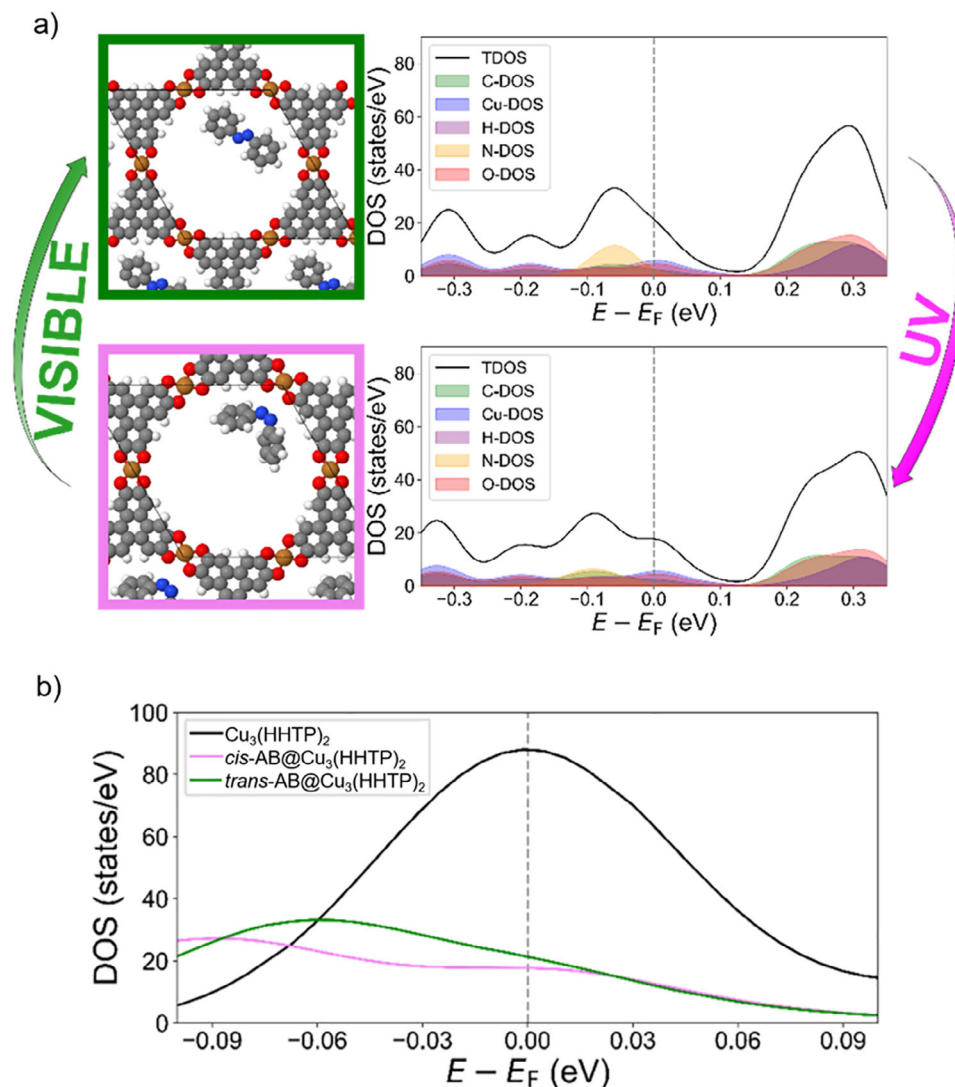 a)
VISIBLE
UV
DOS (states/eV)
80
60
40
20
0
TDOS
C-DOS
Cu-DOS
H-DOS
N-DOS
O-DOS
−0.3 −0.2 −0.1 0.0 0.1 0.2 0.3
E − EF (eV)
DOS (states/eV)
80
60
40
20
0
TDOS
C-DOS
Cu-DOS
H-DOS
N-DOS
O-DOS
−0.3 −0.2 −0.1 0.0 0.1 0.2 0.3
E − EF (eV)
b)
DOS (states/eV)
100
80
60
40
20
0
Cu3(HHTP)2
cis-AB@Cu3(HHTP)2
trans-AB@Cu3(HHTP)2
−0.09 −0.06 −0.03 0.00 0.03 0.06 0.09
E − EF (eV)